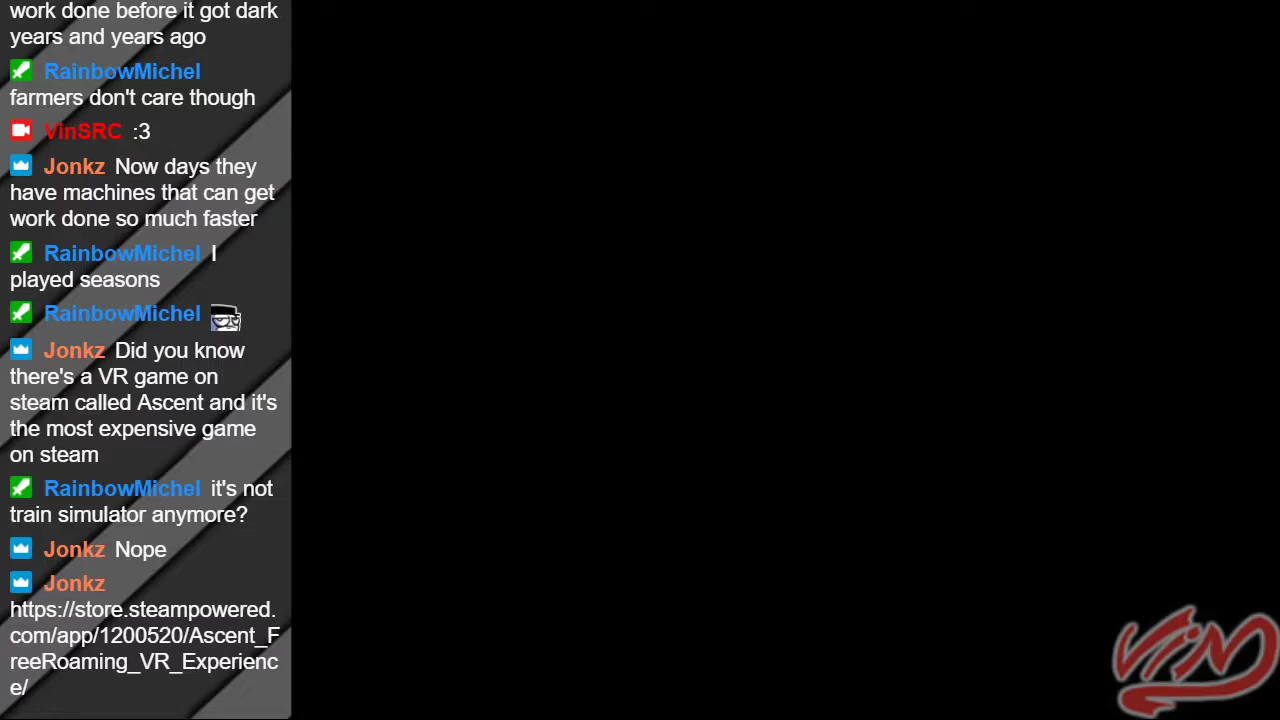 work done before it got dark
years and years ago
RainbowMichel
farmers don't care though
VinSRC :3
Jonkz Now days they
have machines that can get
work done so much faster
RainbowMichel I
played seasons
RainbowMichel
Jonkz Did you know
there's a VR game on
steam called Ascent and it's
the most expensive game
on steam
RainbowMichel it's not
train simulator anymore?
Jonkz Nope
Jonkz
https://store.steampowered.
com/app/1200520/Ascent_F
reeRoaming_VR_Experienc
e/
Vin